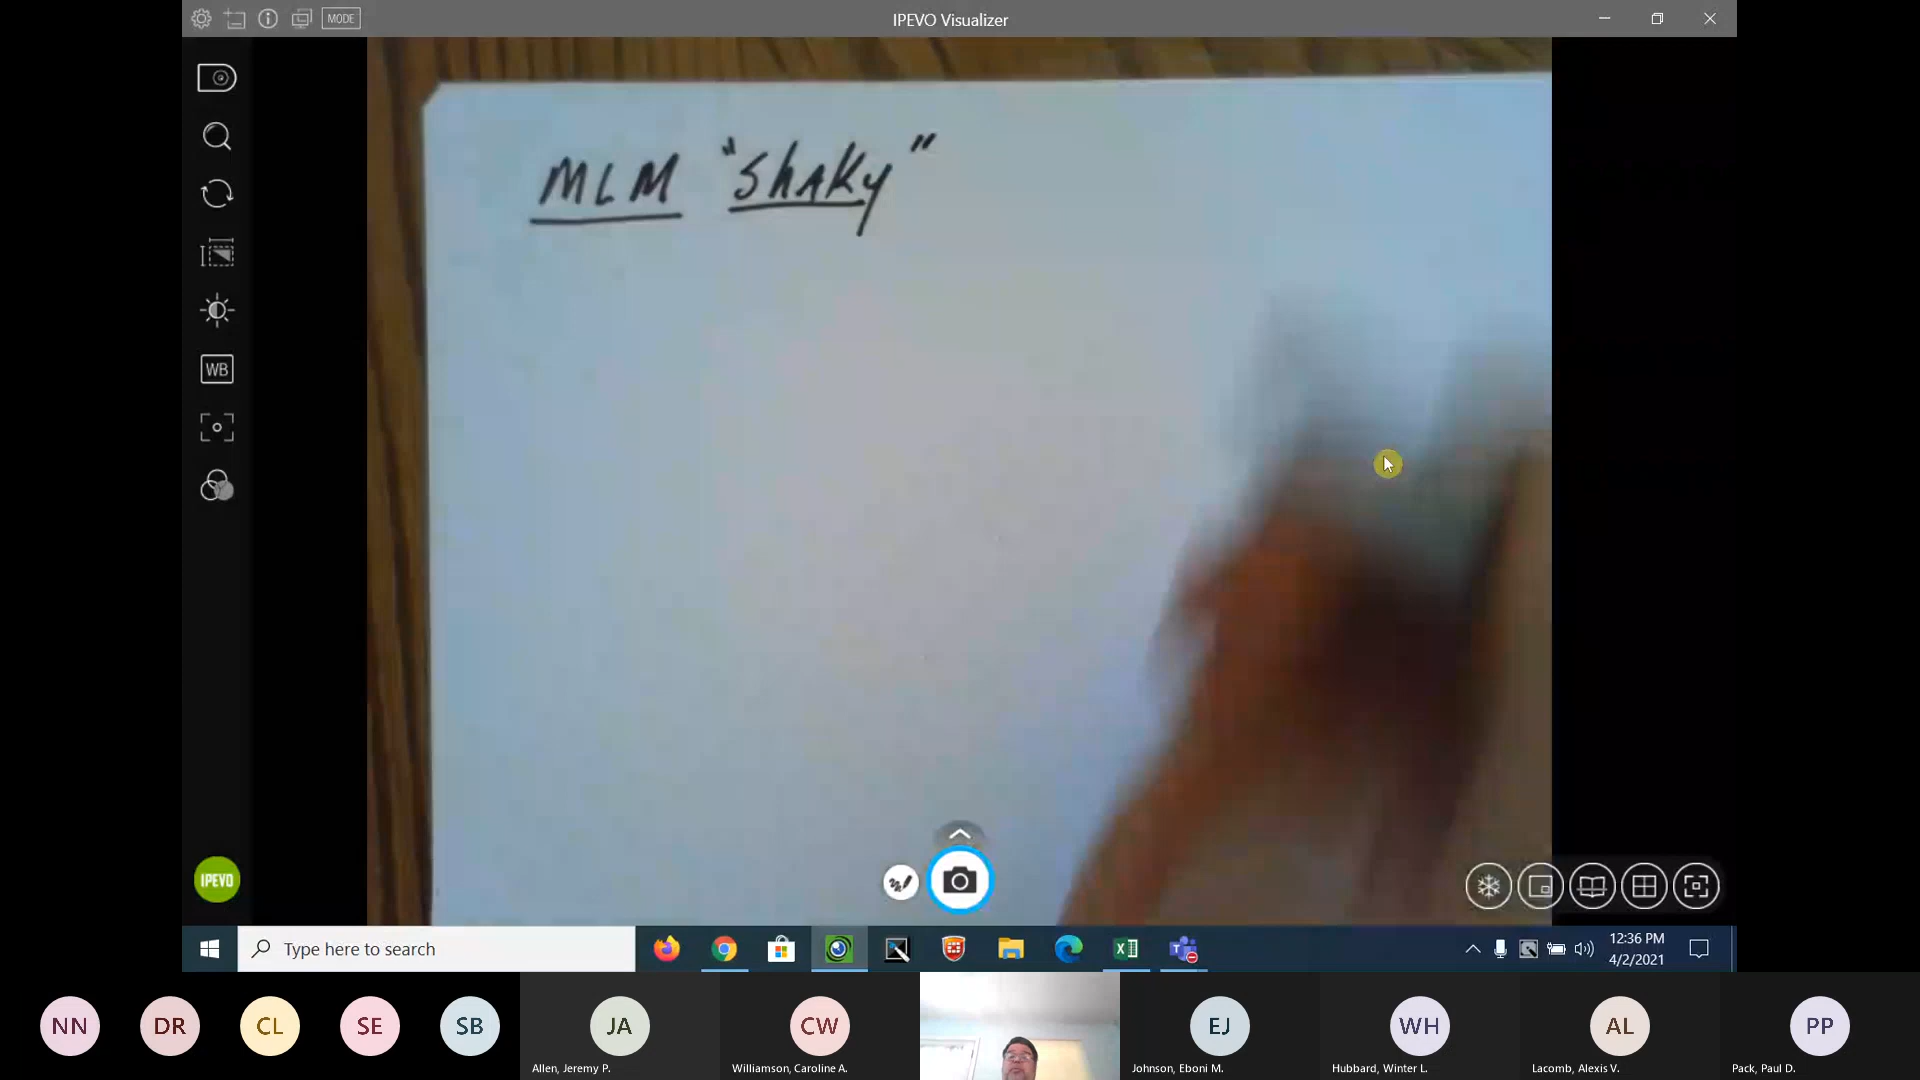 MODE
IPEVO Visualizer
MLM "Shaky"
WB
IPEVO
Type here to search
12:36 PM
4/2/2021
NN
DR
CL
SE
SB
JA
CW
EJ
WH
AL
PP
Allen, Jeremy P.
Williamson, Caroline A.
Johnson, Eboni M.
Hubbard, Winter L.
Lacomb, Alexis V.
Pack, Paul D.